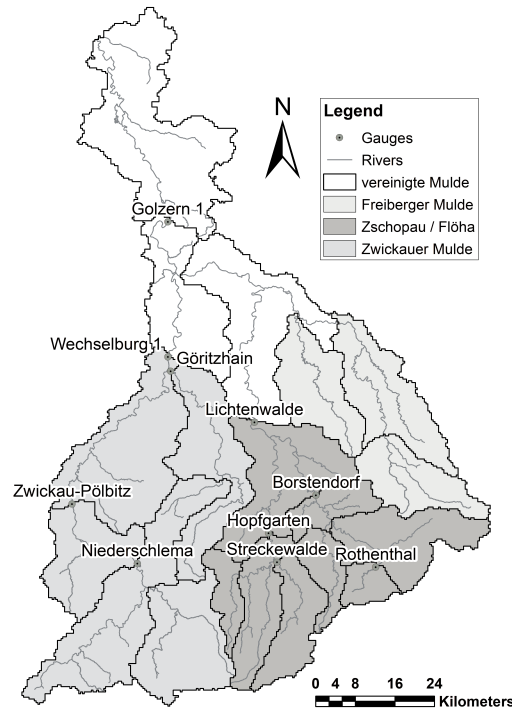 N
Legend
Gauges
Rivers
vereinigte Mulde
Freiberger Mulde
Zschopau / Flöha
Zwickauer Mulde
Golzern 1
Wechselburg 1
Göritzhain
Lichtenwalde
Zwickau-Pölbitz
Borstendorf
Hopfgarten
Niederschlema
Streckewalde
Rothenthal
0 4 8 16 24
Kilometers